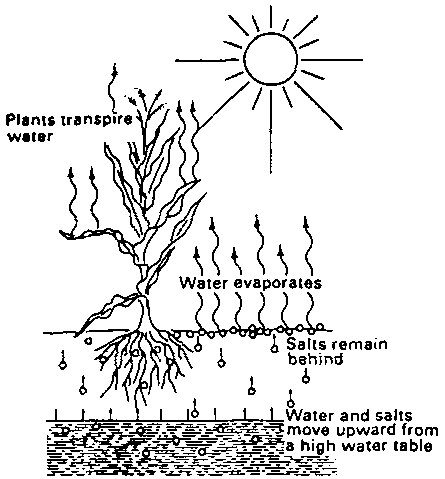 Plants transpire
water
Water evaporates
Salts remain
behind
Water and salts
move upward from
a high water table